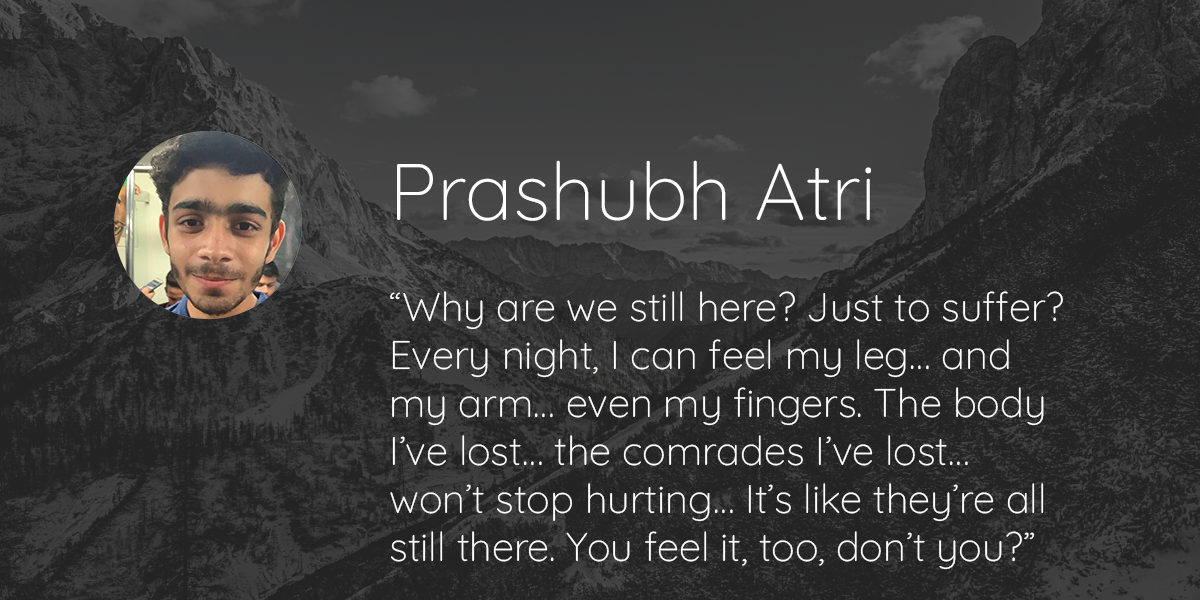 Prashubh Atri
“Why are we still here? Just to suffer?
Every night, I can feel my leg... and
my arm... even my fingers. The body
I’ve lost... the comrades I’ve lost...
won’t stop hurting... It’s like they’re all
still there. You feel it, too, don’t you?”